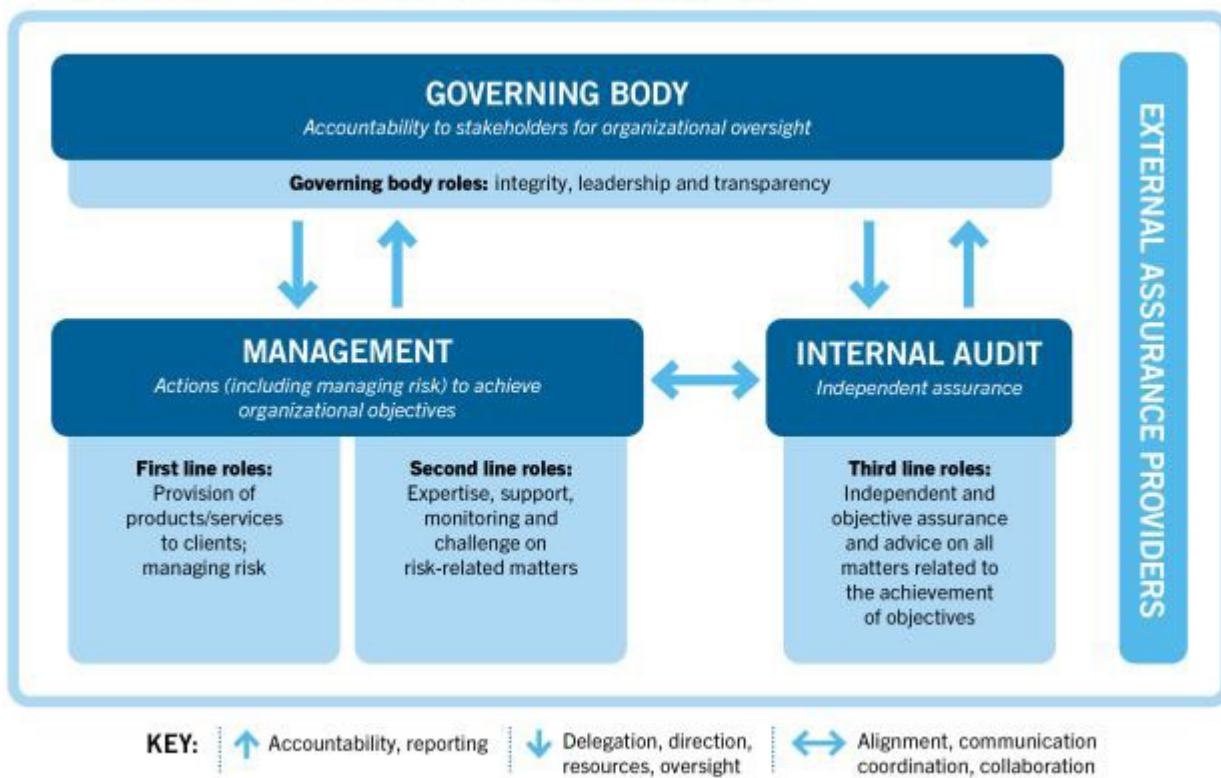 GOVERNING BODY
Accountability to stakeholders for organizational oversight
Governing body roles: integrity, leadership and transparency
MANAGEMENT
Actions (including managing risk) to achieve
organizational objectives
First line roles:
Provision of
products/services
to clients;
managing risk
Second line roles:
Expertise, support,
monitoring and
challenge on
risk-related matters
INTERNAL AUDIT
Independent assurance
Third line roles:
Independent and
objective assurance
and advice on all
matters related to
the achievement
of objectives
EXTERNAL ASSURANCE PROVIDERS
KEY:
Accountability, reporting
Delegation, direction,
resources, oversight
Alignment, communication
coordination, collaboration